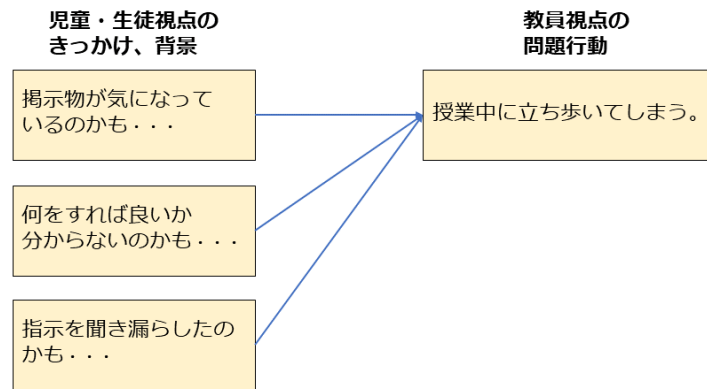 児童・生徒視点の
きっかけ、背景
教員視点の
問題行動
掲示物が気になって
いるのかも・・・
授業中に立ち歩いてしまう。
何をすれば良いか
分からないのかも・・・
指示を聞き漏らしたの
かも・・・